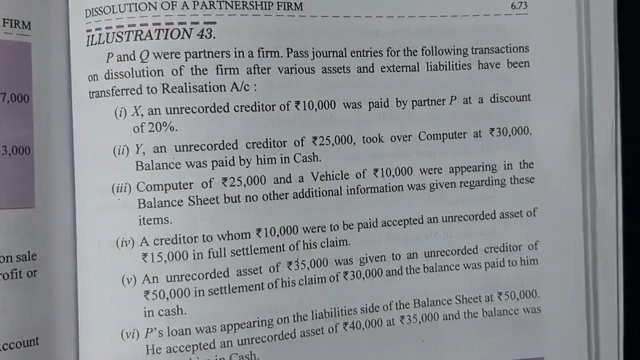 DISSOLUTION OF A PARTNERSHIP FIRM 6.73
FIRM
7,000
3,000
on sale
rofit or
ccount
ILLUSTRATION 43.
P and Q were partners in a firm. Pass journal entries for the following transactions
on dissolution of the firm after various assets and external liabilities have been
transferred to Realisation A/c :
(i) X, an unrecorded creditor of ₹10,000 was paid by partner P at a discount
of 20%.
(ii) Y, an unrecorded creditor of ₹25,000, took over Computer at ₹30,000.
Balance was paid by him in Cash.
(iii) Computer of ₹25,000 and a Vehicle of ₹10,000 were appearing in the
Balance Sheet but no other additional information was given regarding these
items.
(iv) A creditor to whom ₹10,000 were to be paid accepted an unrecorded asset of
₹15,000 in full settlement of his claim.
(v) An unrecorded asset of ₹35,000 was given to an unrecorded creditor of
₹50,000 in settlement of his claim of ₹30,000 and the balance was paid to him
in cash.
(vi) P's loan was appearing on the liabilities side of the Balance Sheet at ₹50,000.
He accepted an unrecorded asset of ₹40,000 at ₹35,000 and the balance was
in Cash.